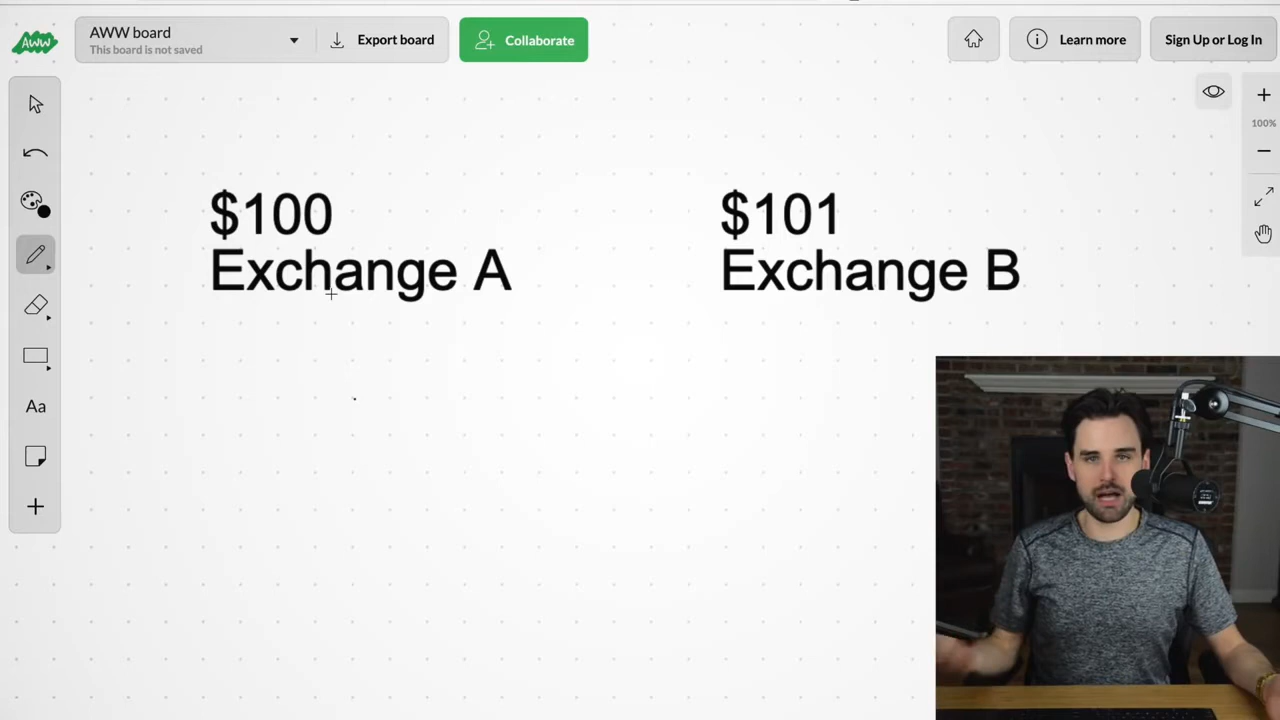 AWW
AWW board
This board is not saved
Export board
Collaborate
Learn more
Sign Up or Log In
100%
$100
Exchange A
$101
Exchange B
Aa